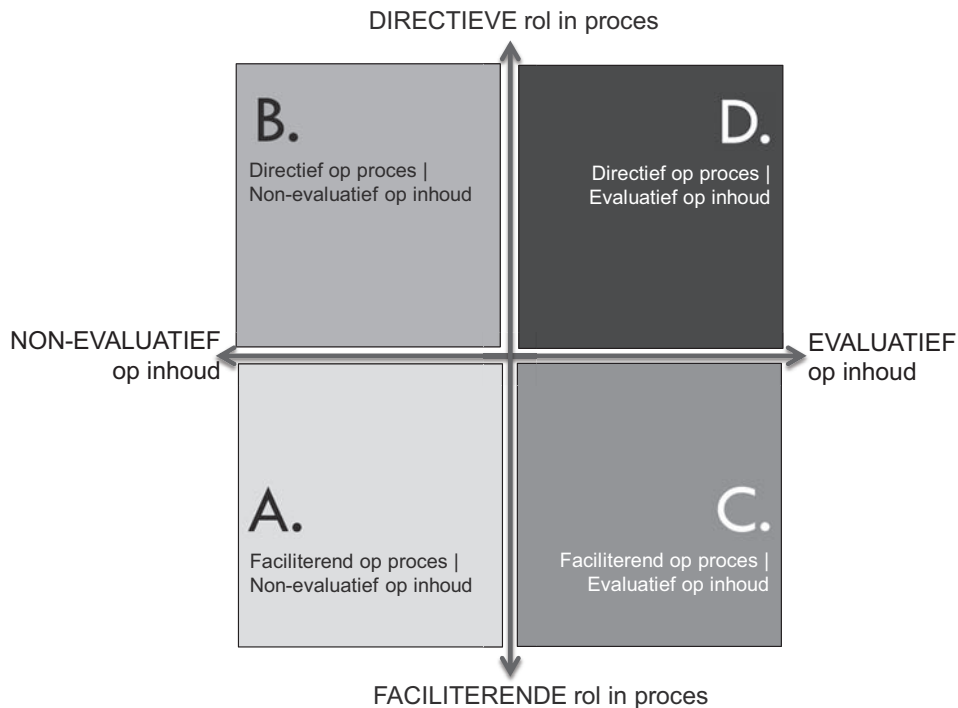 DIRECTIEVE rol in proces
B.
Directief op proces |
Non-evaluatief op inhoud
D.
Directief op proces |
Evaluatief op inhoud
NON-EVALUATIEF
op inhoud
EVALUATIEF
op inhoud
A.
Faciliterend op proces |
Non-evaluatief op inhoud
C.
Faciliterend op proces |
Evaluatief op inhoud
FACILITERENDE rol in proces